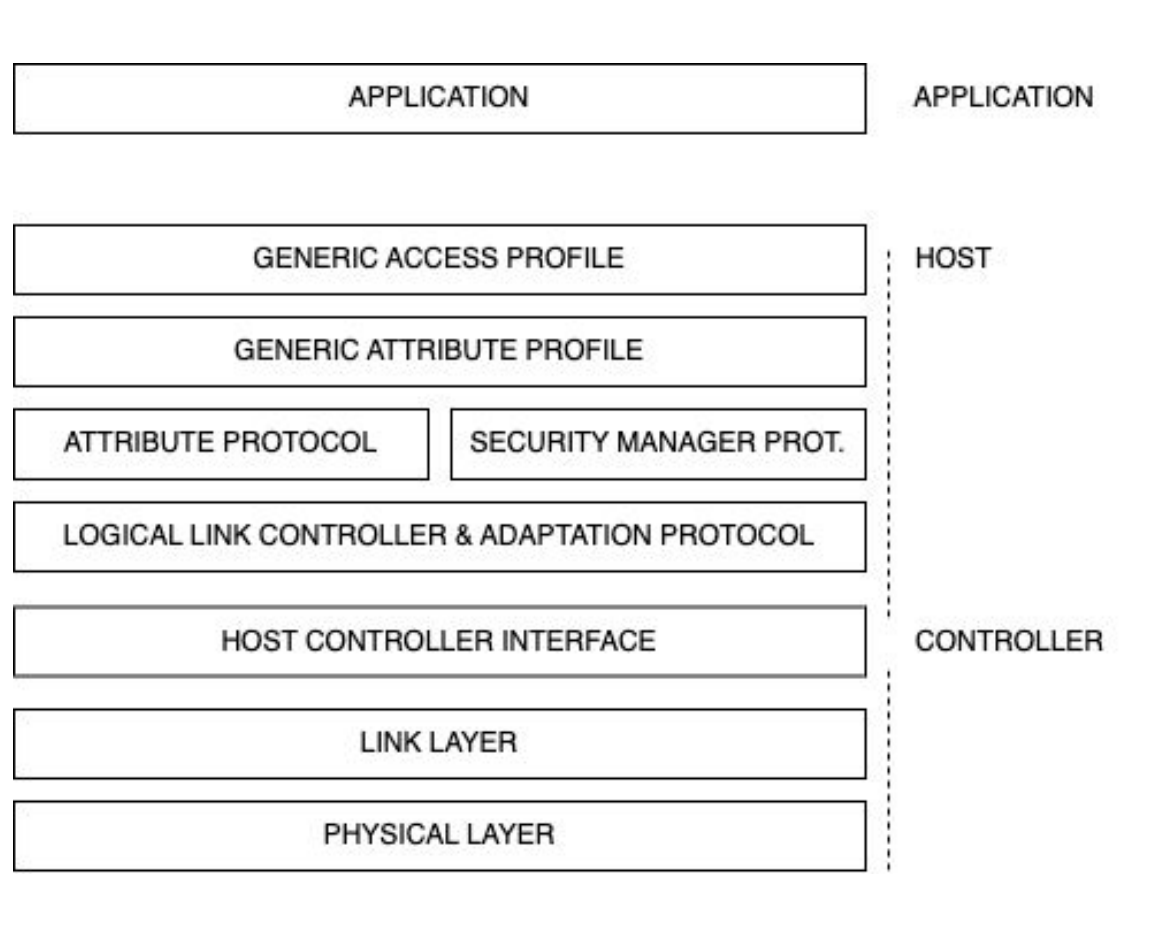 APPLICATION
APPLICATION
GENERIC ACCESS PROFILE
HOST
GENERIC ATTRIBUTE PROFILE
ATTRIBUTE PROTOCOL
SECURITY MANAGER PROT.
LOGICAL LINK CONTROLLER & ADAPTATION PROTOCOL
HOST CONTROLLER INTERFACE
CONTROLLER
LINK LAYER
PHYSICAL LAYER